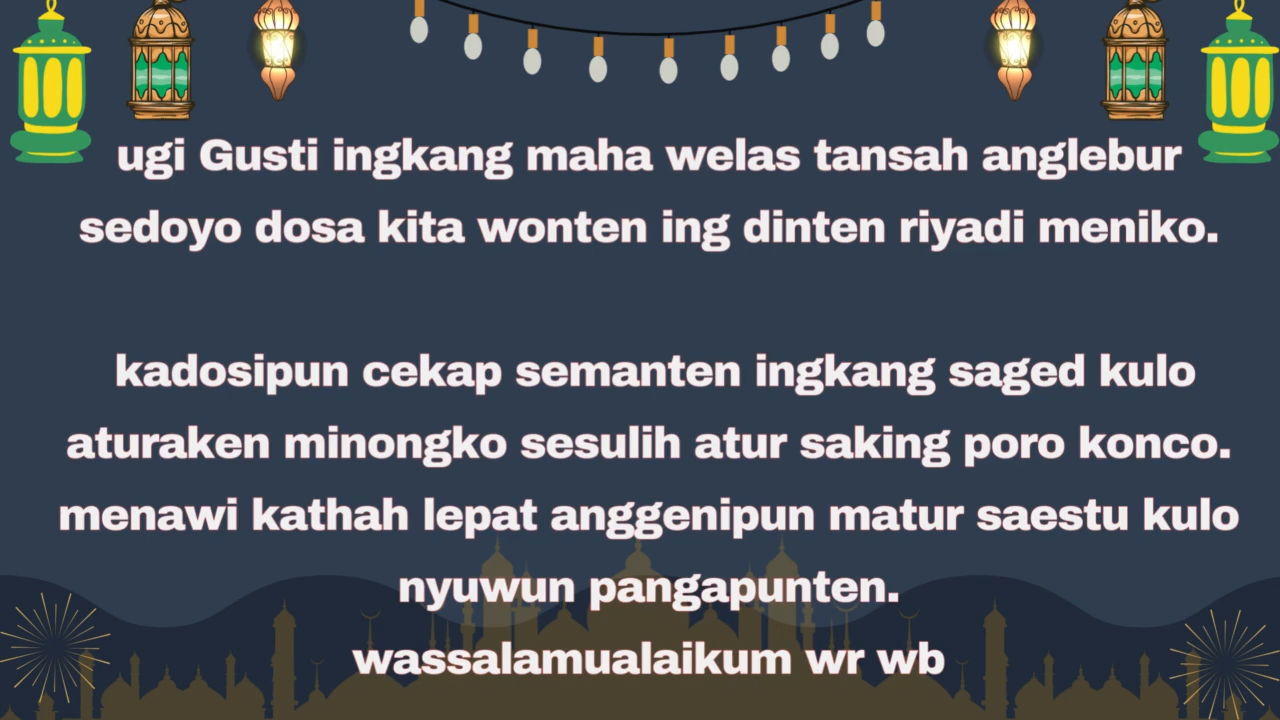 ugi Gusti ingkang maha welas tansah anglebur
sedoyo dosa kita wonten ing dinten riyadi meniko.
kadosipun cekap semanten ingkang saged kulo
aturaken minongko sesulih atur saking poro konco.
menawi kathah lepat anggenipun matur saestu kulo
nyuwun pangapunten.
wassalamualaikum wr wb